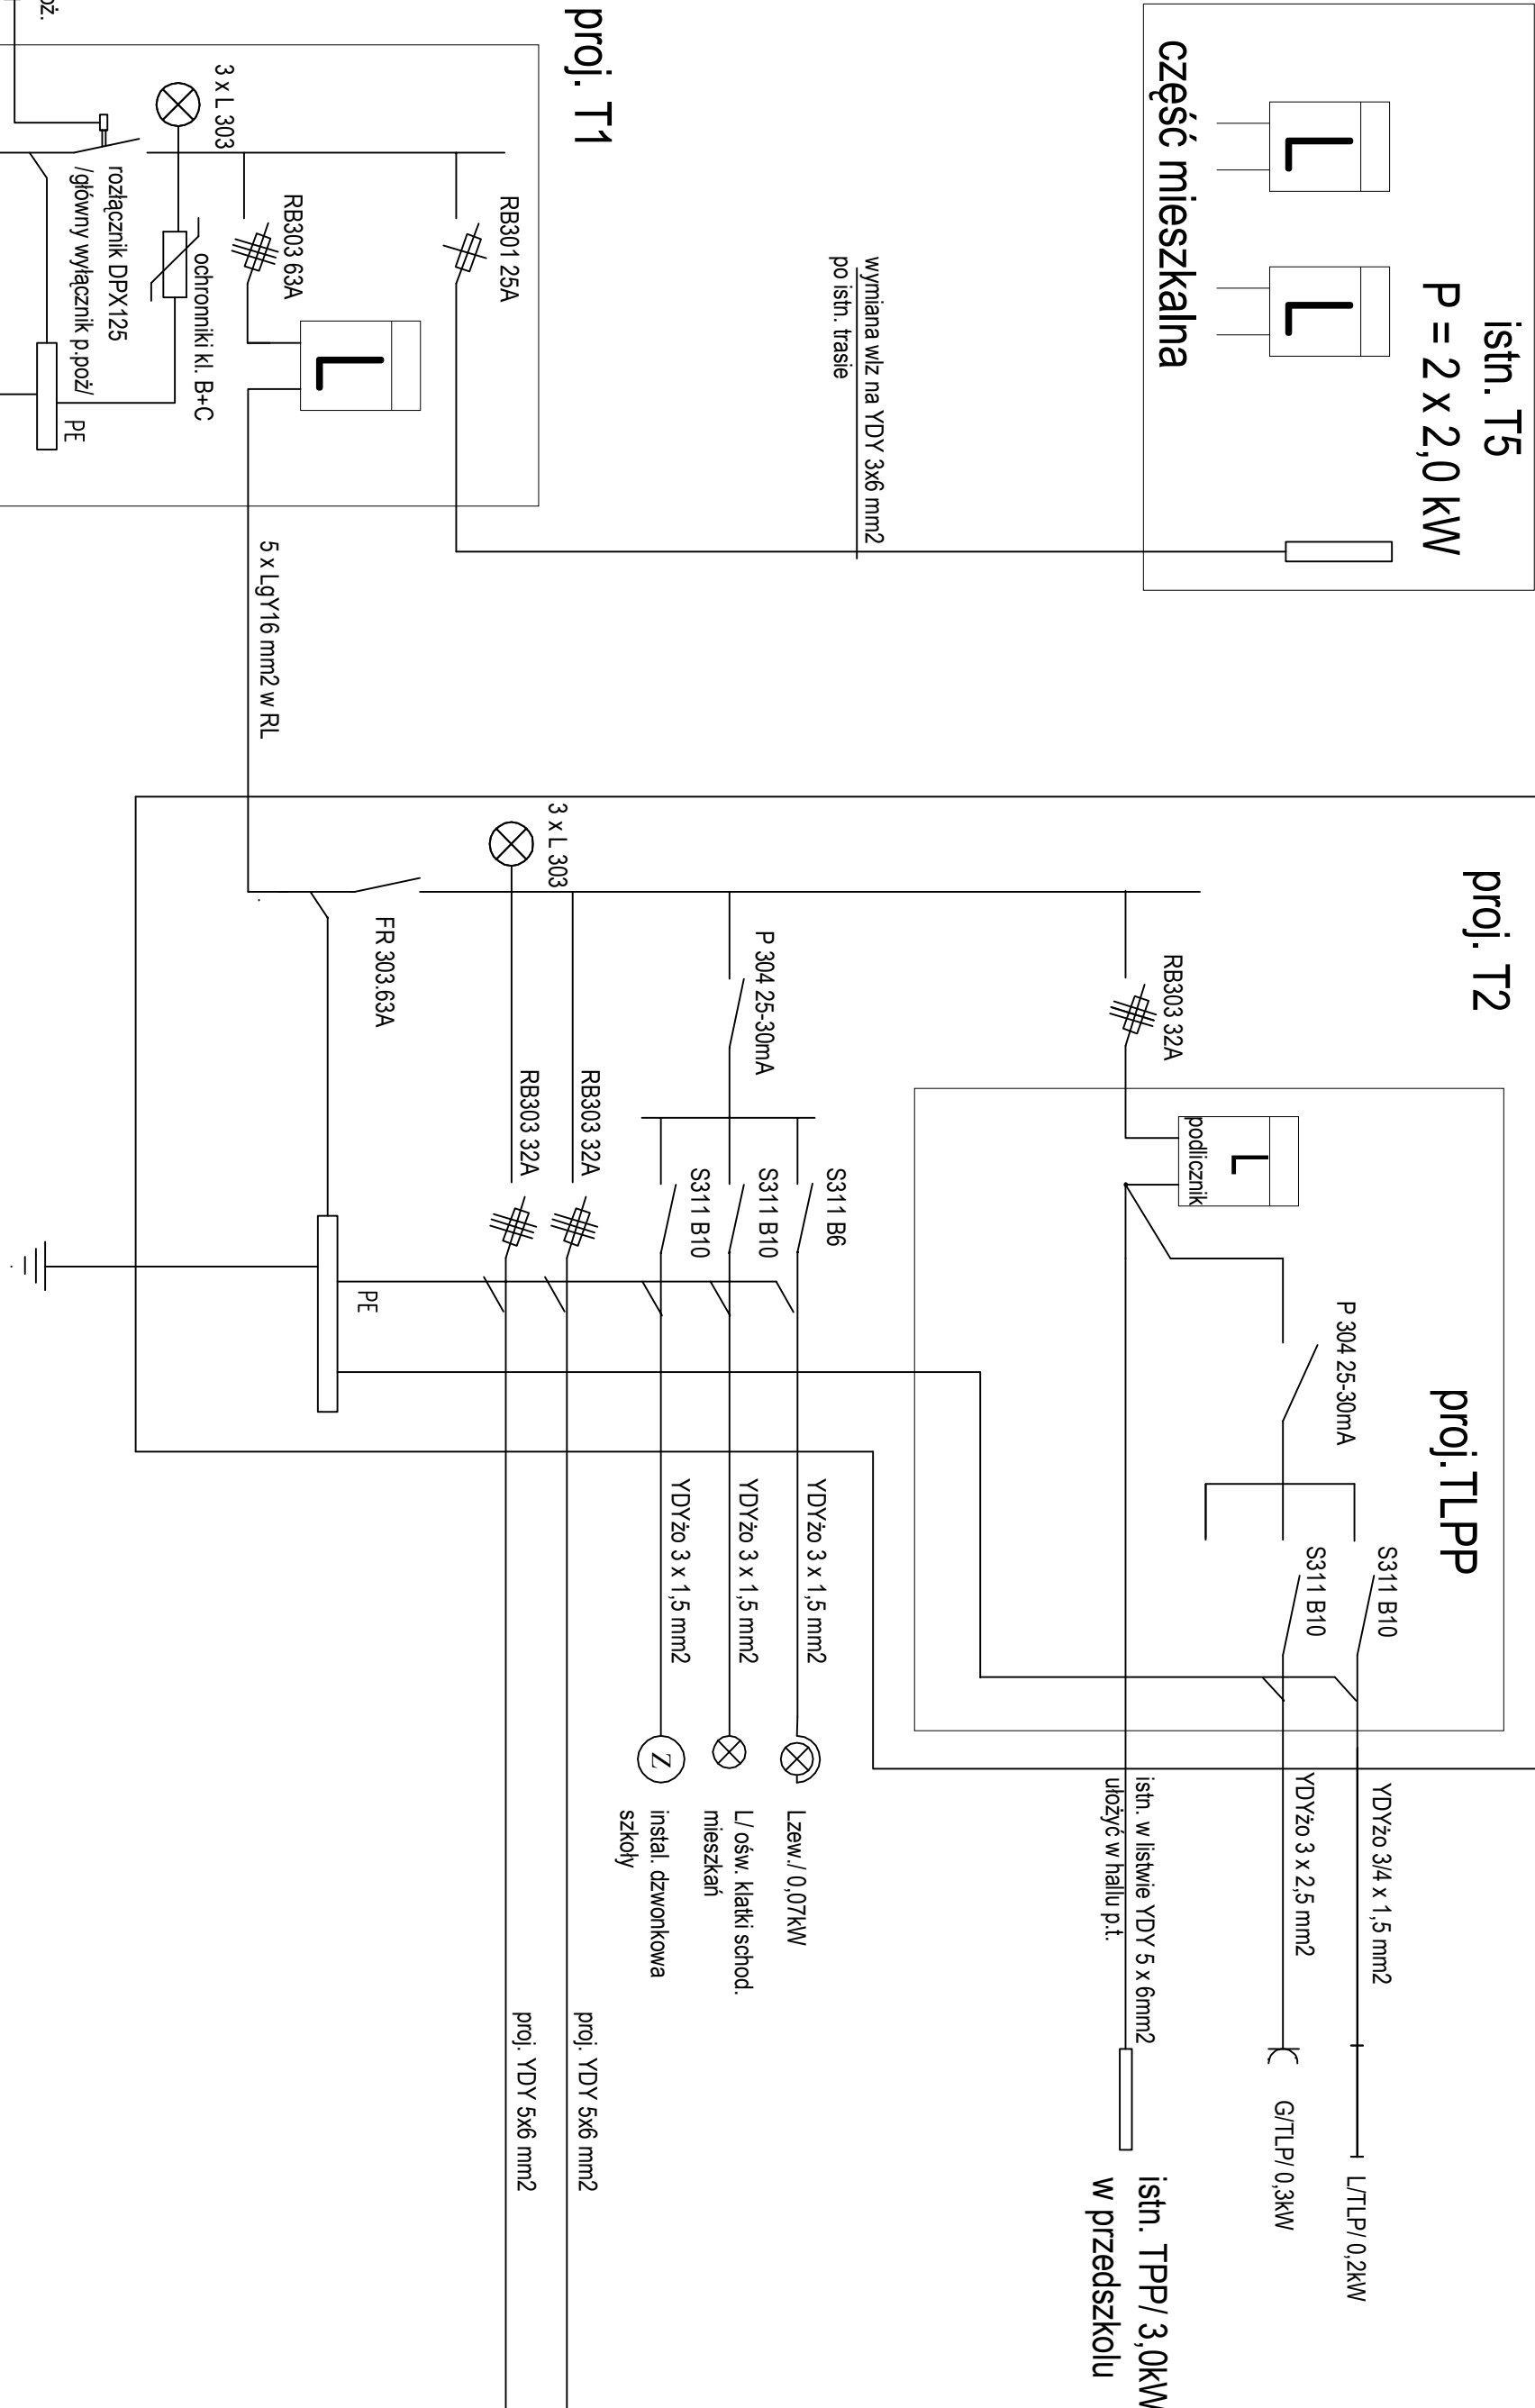 istn. T5
P = 2 x 2,0 kW
L
L
część mieszkalna
wymiana wlz na YDY 3x6 mm2
po istn. trasie
proj. T1
RB301 25A
RB303 63A
L
3 x L 303
ochronniki kl. B+C
rozłącznik DPX125
/główny wyłącznik p.poż/
PE
oż.
5 x LgY16 mm2 w RL
proj. T2
RB303 32A
P 304 25-30mA
3 x L 303
FR 303.63A
RB303 32A
RB303 32A
S311 B6
S311 B10
S311 B10
PE
proj.TLPP
L
podlicznik
P 304 25-30mA
S311 B10
S311 B10
YDYżo 3/4 x 1,5 mm2
L/TLP/ 0,2kW
YDYżo 3 x 2,5 mm2
G/TLP/ 0,3kW
istn. w listwie YDY 5 x 6mm2
ułożyć w hallu p.t.
istn. TPP/ 3,0kW
w przedszkolu
YDYżo 3 x 1,5 mm2
Lzew./ 0,07kW
YDYżo 3 x 1,5 mm2
L/ ośw. klatki schod.
mieszkań
YDYżo 3 x 1,5 mm2
Z
instal. dzwonkowa
szkoły
proj. YDY 5x6 mm2
proj. YDY 5x6 mm2